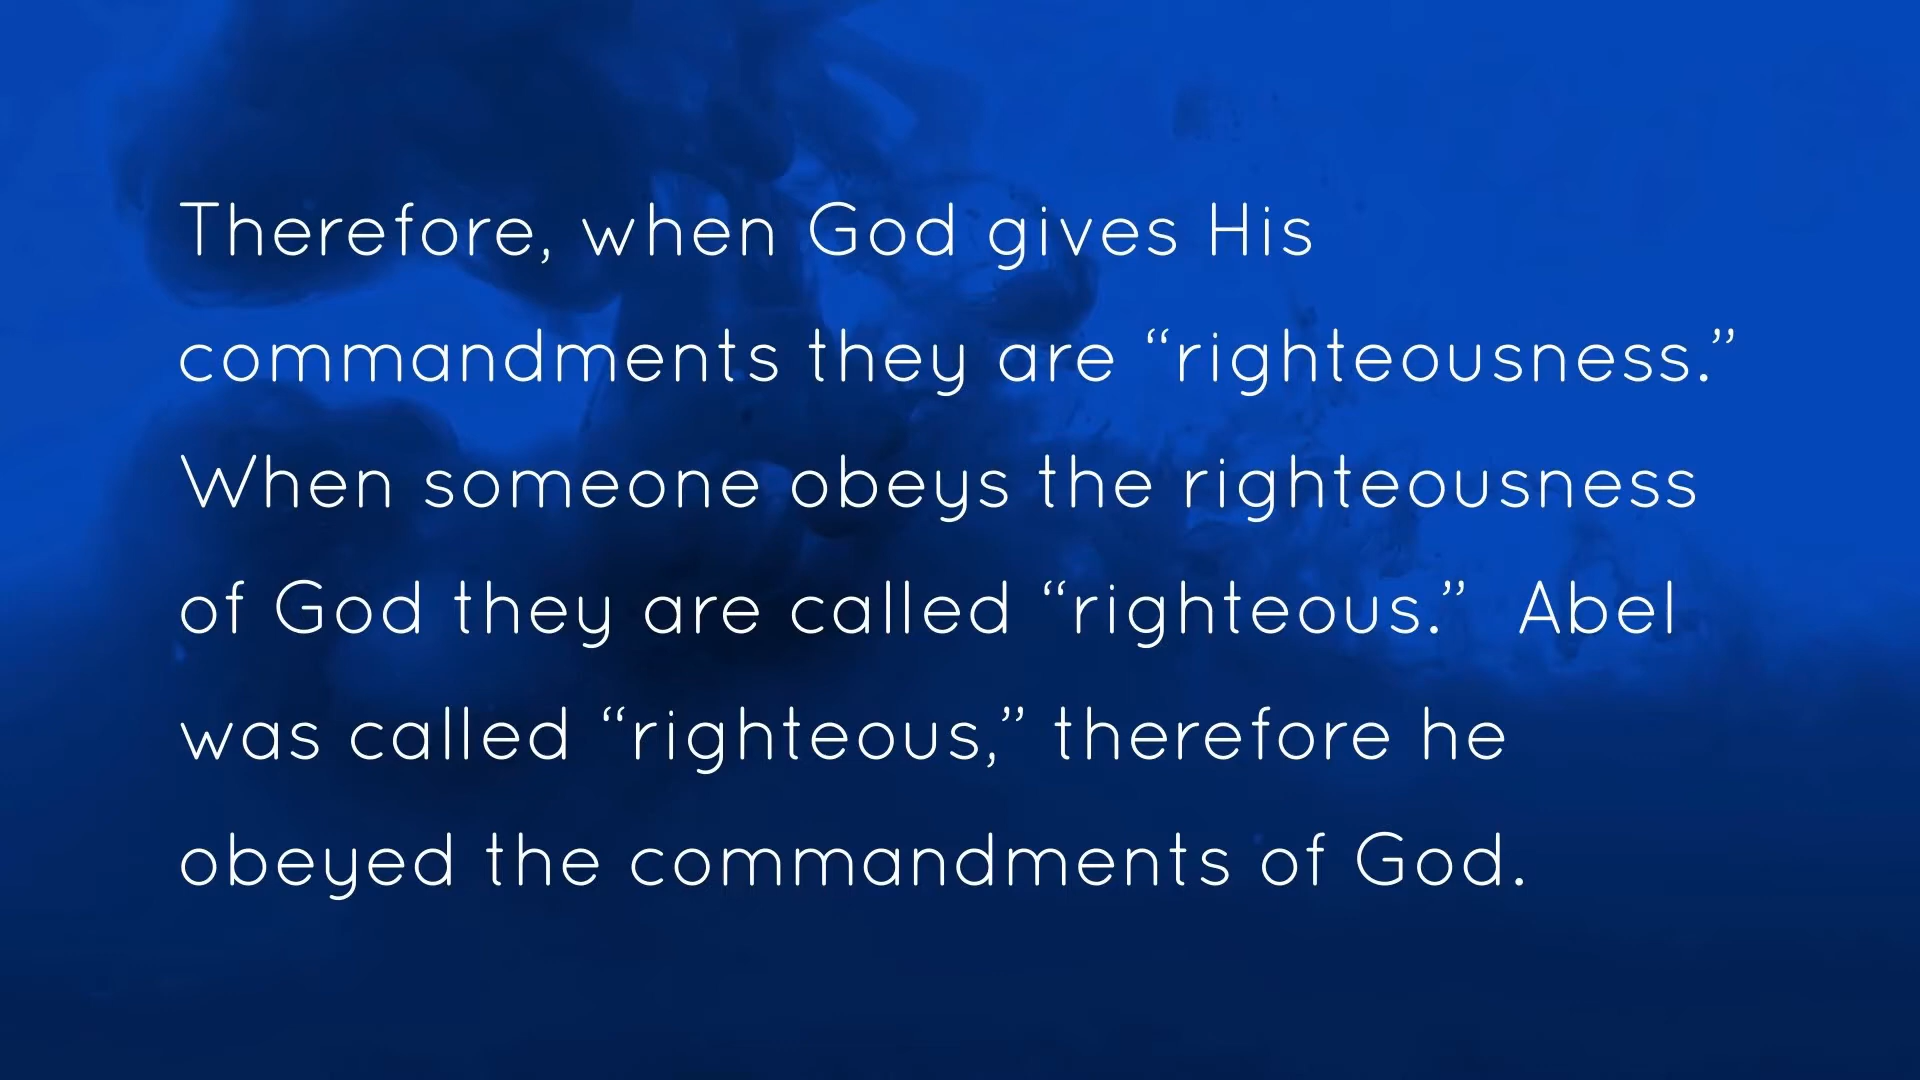 Therefore, when God gives His
commandments they are “righteousness.”
When someone obeys the righteousness
of God they are called “righteous.”  Abel
was called “righteous,” therefore he
obeyed the commandments of God.